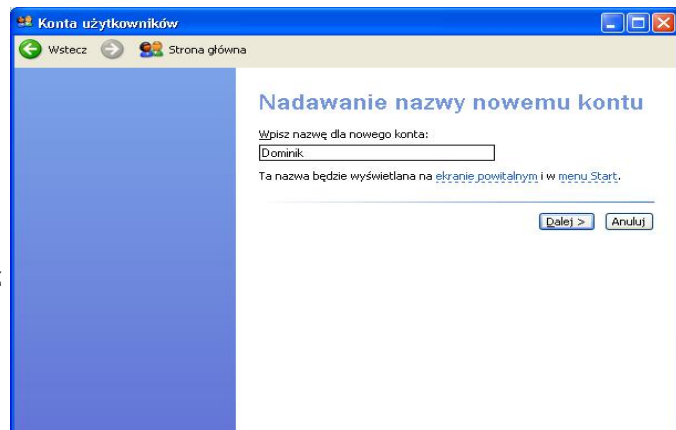 Konta użytkowników
Wstecz Strona główna
Nadawanie nazwy nowemu kontu
Wpisz nazwę dla nowego konta:
Dominik
Ta nazwa będzie wyświetlana na ekranie powitalnym i w menu Start.
Dalej > Anuluj